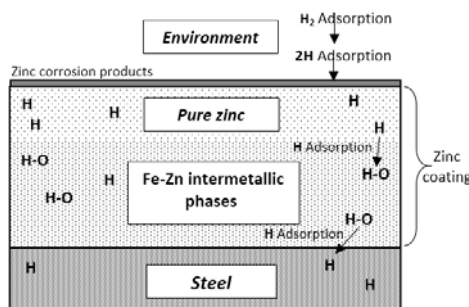 H2 Adsorption
Environment
2H Adsorption
Zinc corrosion products
H
H
H
H
Pure zinc
H
H Adsorption
H-O
H
Fe-Zn intermetallic
phases
H-O
Zinc
coating
H-O
H-O
H Adsorption
H
Steel
H
H